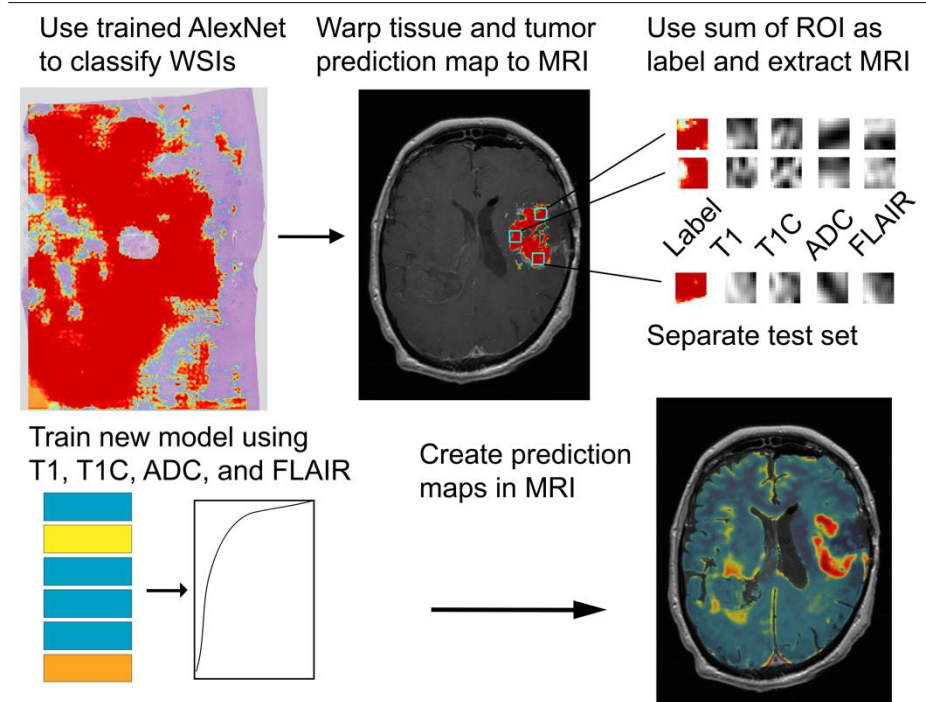 Use trained AlexNet
to classify WSIs
Warp tissue and tumor
prediction map to MRI
Use sum of ROI as
label and extract MRI
Label
T1
T1C
ADC
FLAIR
Separate test set
Train new model using
T1, T1C, ADC, and FLAIR
Create prediction
maps in MRI